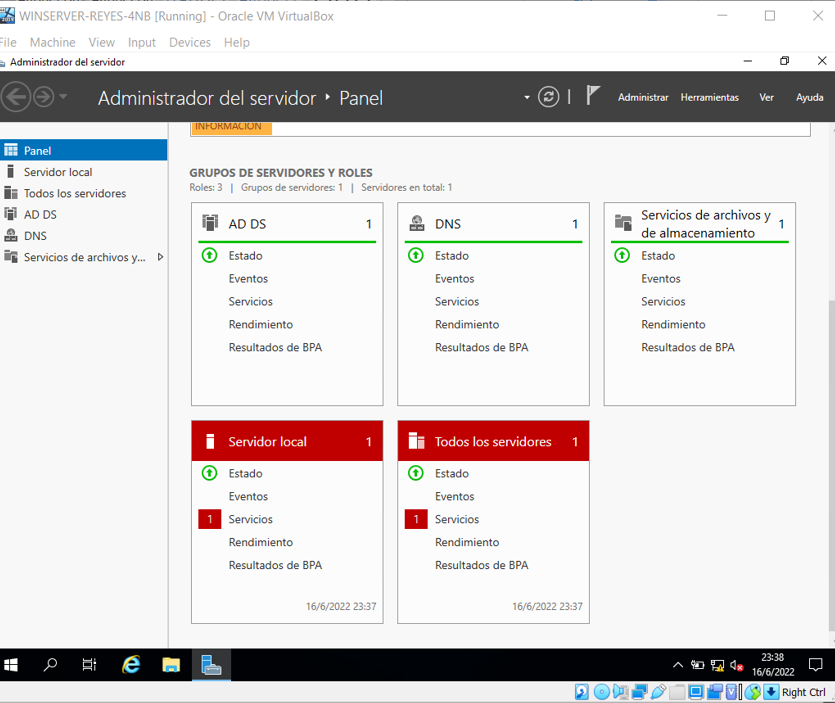 WINSERVER-REYES-4NB [Running] - Oracle VM VirtualBox
File Machine View Input Devices Help
Administrador del servidor
Administrador del servidor ‣ Panel
Administrar Herramientas Ver Ayuda
Panel
Servidor local
Todos los servidores
AD DS
DNS
Servicios de archivos y...
INFORMACIÓN
GRUPOS DE SERVIDORES Y ROLES
Roles: 3 | Grupos de servidores: 1 | Servidores en total: 1
AD DS 1
Estado
Eventos
Servicios
Rendimiento
Resultados de BPA
DNS 1
Estado
Eventos
Servicios
Rendimiento
Resultados de BPA
Servicios de archivos y
de almacenamiento 1
Estado
Eventos
Servicios
Rendimiento
Resultados de BPA
Servidor local 1
Estado
Eventos
1 Servicios
Rendimiento
Resultados de BPA
16/6/2022 23:37
Todos los servidores 1
Estado
Eventos
1 Servicios
Rendimiento
Resultados de BPA
16/6/2022 23:37
23:38
16/6/2022
Right Ctrl